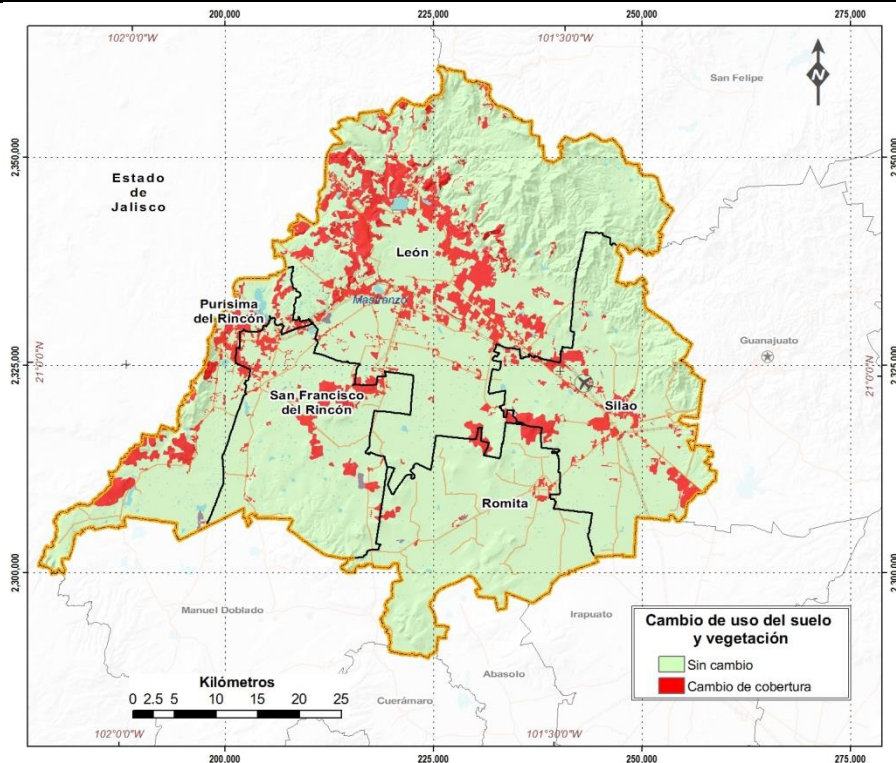 200,000 225,000 250,000 275,000
102°0'0"W 101°30'0"W
San Felipe
N
2,350,000 2,350,000
Estado
de
Jalisco
León
Purisima
del Rincón
Mastranzo
Guanajuato
2,325,000 2,325,000
21°0'0"N 21°0'0"N
San Francisco
del Rincón
Silao
Romita
2,300,000 2,300,000
Manuel Doblado
Irapuato
Cambio de uso del suelo
y vegetación
Sin cambio
Cambio de cobertura
Abasolo
Kilómetros
0 2.5 5 10 15 20 25
Cuerámaro
102°0'0"W 101°30'0"W
200,000 225,000 250,000 275,000